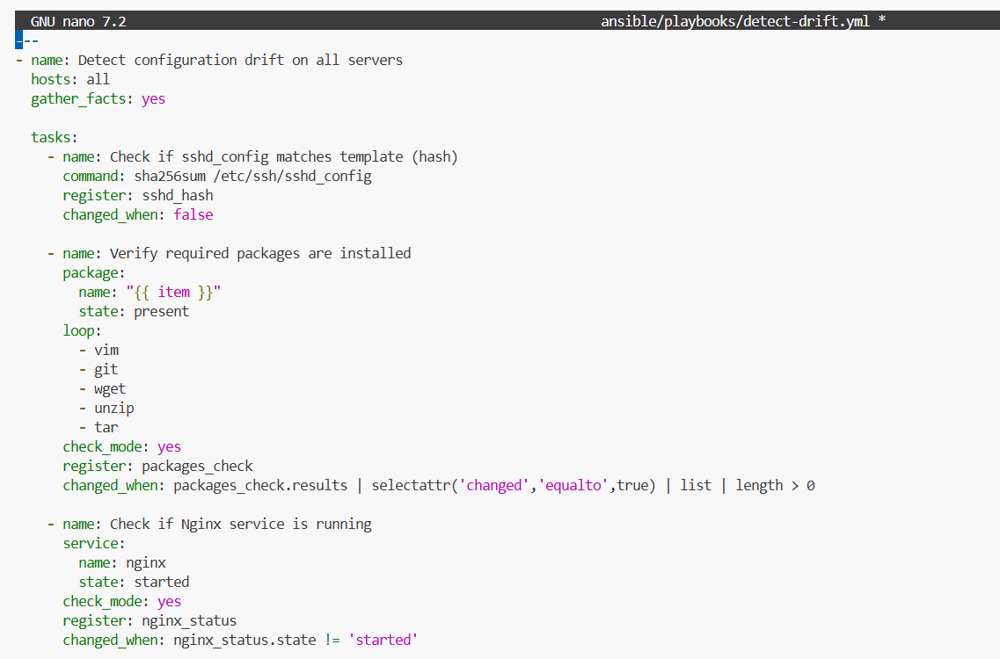 GNU nano 7.2 ansible/playbooks/detect-drift.yml *
---
- name: Detect configuration drift on all servers
  hosts: all
  gather_facts: yes

  tasks:
    - name: Check if sshd_config matches template (hash)
      command: sha256sum /etc/ssh/sshd_config
      register: sshd_hash
      changed_when: false

    - name: Verify required packages are installed
      package:
        name: "{{ item }}"
        state: present
      loop:
        - vim
        - git
        - wget
        - unzip
        - tar
      check_mode: yes
      register: packages_check
      changed_when: packages_check.results | selectattr('changed','equalto',true) | list | length > 0

    - name: Check if Nginx service is running
      service:
        name: nginx
        state: started
      check_mode: yes
      register: nginx_status
      changed_when: nginx_status.state != 'started'